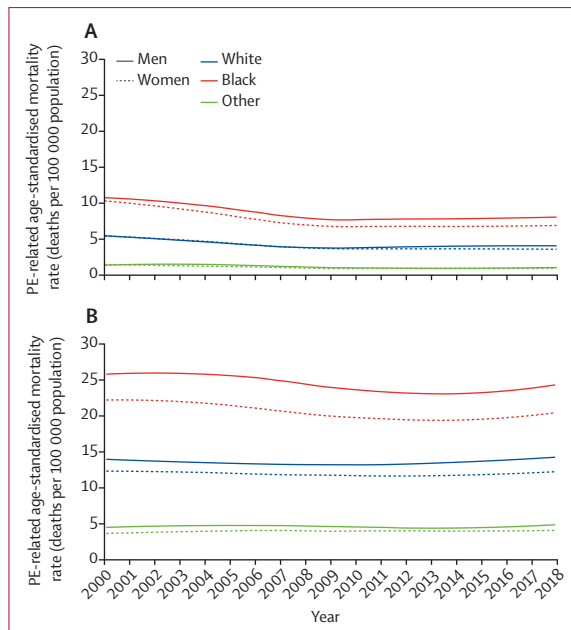 A
PE-related age-standardised mortality
rate (deaths per 100 000 population)
30
25
20
15
10
5
0
Men
Women
White
Black
Other
B
PE-related age-standardised mortality
rate (deaths per 100 000 population)
30
25
20
15
10
5
0
2000
2001
2002
2003
2004
2005
2006
2007
2008
2009
2010
2011
2012
2013
2014
2015
2016
2017
2018
Year